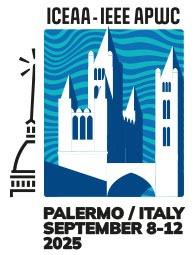 ICEAA - IEEE APWC
PALERMO / ITALY
SEPTEMBER 8-12
2025